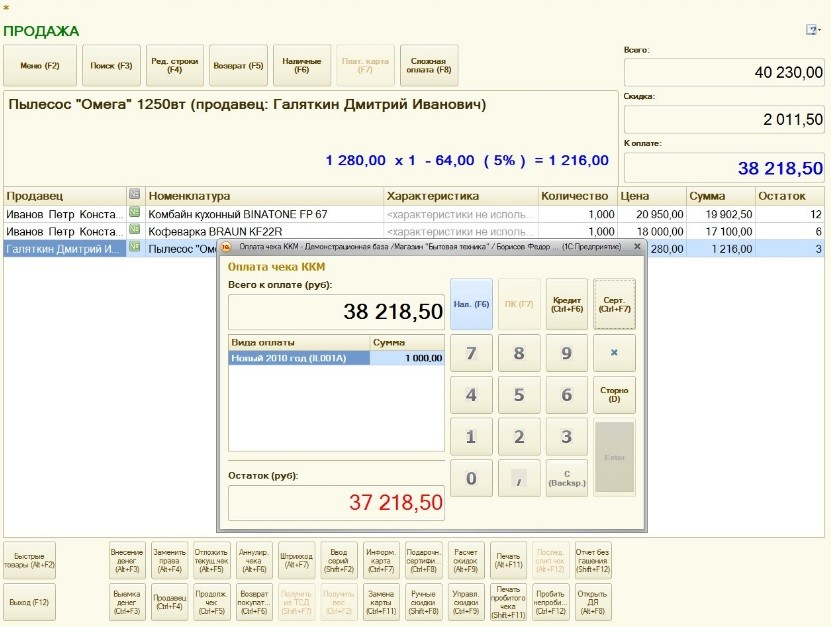 *
ПРОДАЖА
Меню (F2)
Поиск (F3)
Ред. строки (F4)
Возврат (F5)
Наличные (F6)
Плат. карта (F7)
Сложная оплата (F8)
Всего:
40 230,00
Скидка:
2 011,50
К оплате:
38 218,50
Пылесос "Омега" 1250вт (продавец: Галяткин Дмитрий Иванович)
1 280,00 x 1 - 64,00 ( 5% ) = 1 216,00
Продавец Номенклатура Характеристика Количество Цена Сумма Остаток
Иванов Петр Конста... Комбайн кухонный BINATONE FP 67 <характеристики не исполь... 1,000 20 950,00 19 902,50 12
Иванов Петр Конста... Кофеварка BRAUN KF22R <характеристики не исполь... 1,000 18 000,00 17 100,00 6
Галяткин Дмитрий И... Пылесос "Ом 280,00 1 216,00 3
Оплата чека ККМ - Демонстрационная база /Магазин "Бытовая техника" / Борисов Федор ... (1С:Предприятие)
Оплата чека ККМ
Всего к оплате (руб):
38 218,50
Вида оплаты Сумма
Новый 2010 год (IL001A) 1 000,00
Остаток (руб):
37 218,50
Нал. (F6)
ПК (F7)
Кредит (Ctrl+F6)
Серт. (Ctrl+F7)
7 8 9 ×
4 5 6 Сторно (D)
1 2 3 Enter
0 , C (Backsp.)
Быстрые товары (Alt+F2)
Внесение денег (Alt+F3)
Заменить права (Alt+F4)
Отложить текущ.чек (Alt+F5)
Аннулир. чека (Alt+F6)
Штрихкод (Alt+F7)
Ввод серий (Shift+F2)
Информ. карта (Ctrl+F7)
Подарочн. сертифи... (Ctrl+F8)
Расчет скидок (Alt+F9)
Печать (Alt+F11)
Послед. слип чек (Alt+F12)
Отчет без гашения (Shift+F12)
Выход (F12)
Выемка денег (Ctrl+F3)
Продавец (Ctrl+F4)
Продолж. чек (Ctrl+F5)
Возврат покупат... (Ctrl+F6)
Получить из ТСД (Shift+F7)
Получить вес (Ctrl+F2)
Замена карты (Ctrl+F11)
Ручные скидки (Shift+F8)
Управл. скидки (Ctrl+F9)
Печать пробитого чека (Shift+F11)
Пробить непроби... (Ctrl+F12)
Открыть ДЯ (Alt+F8)